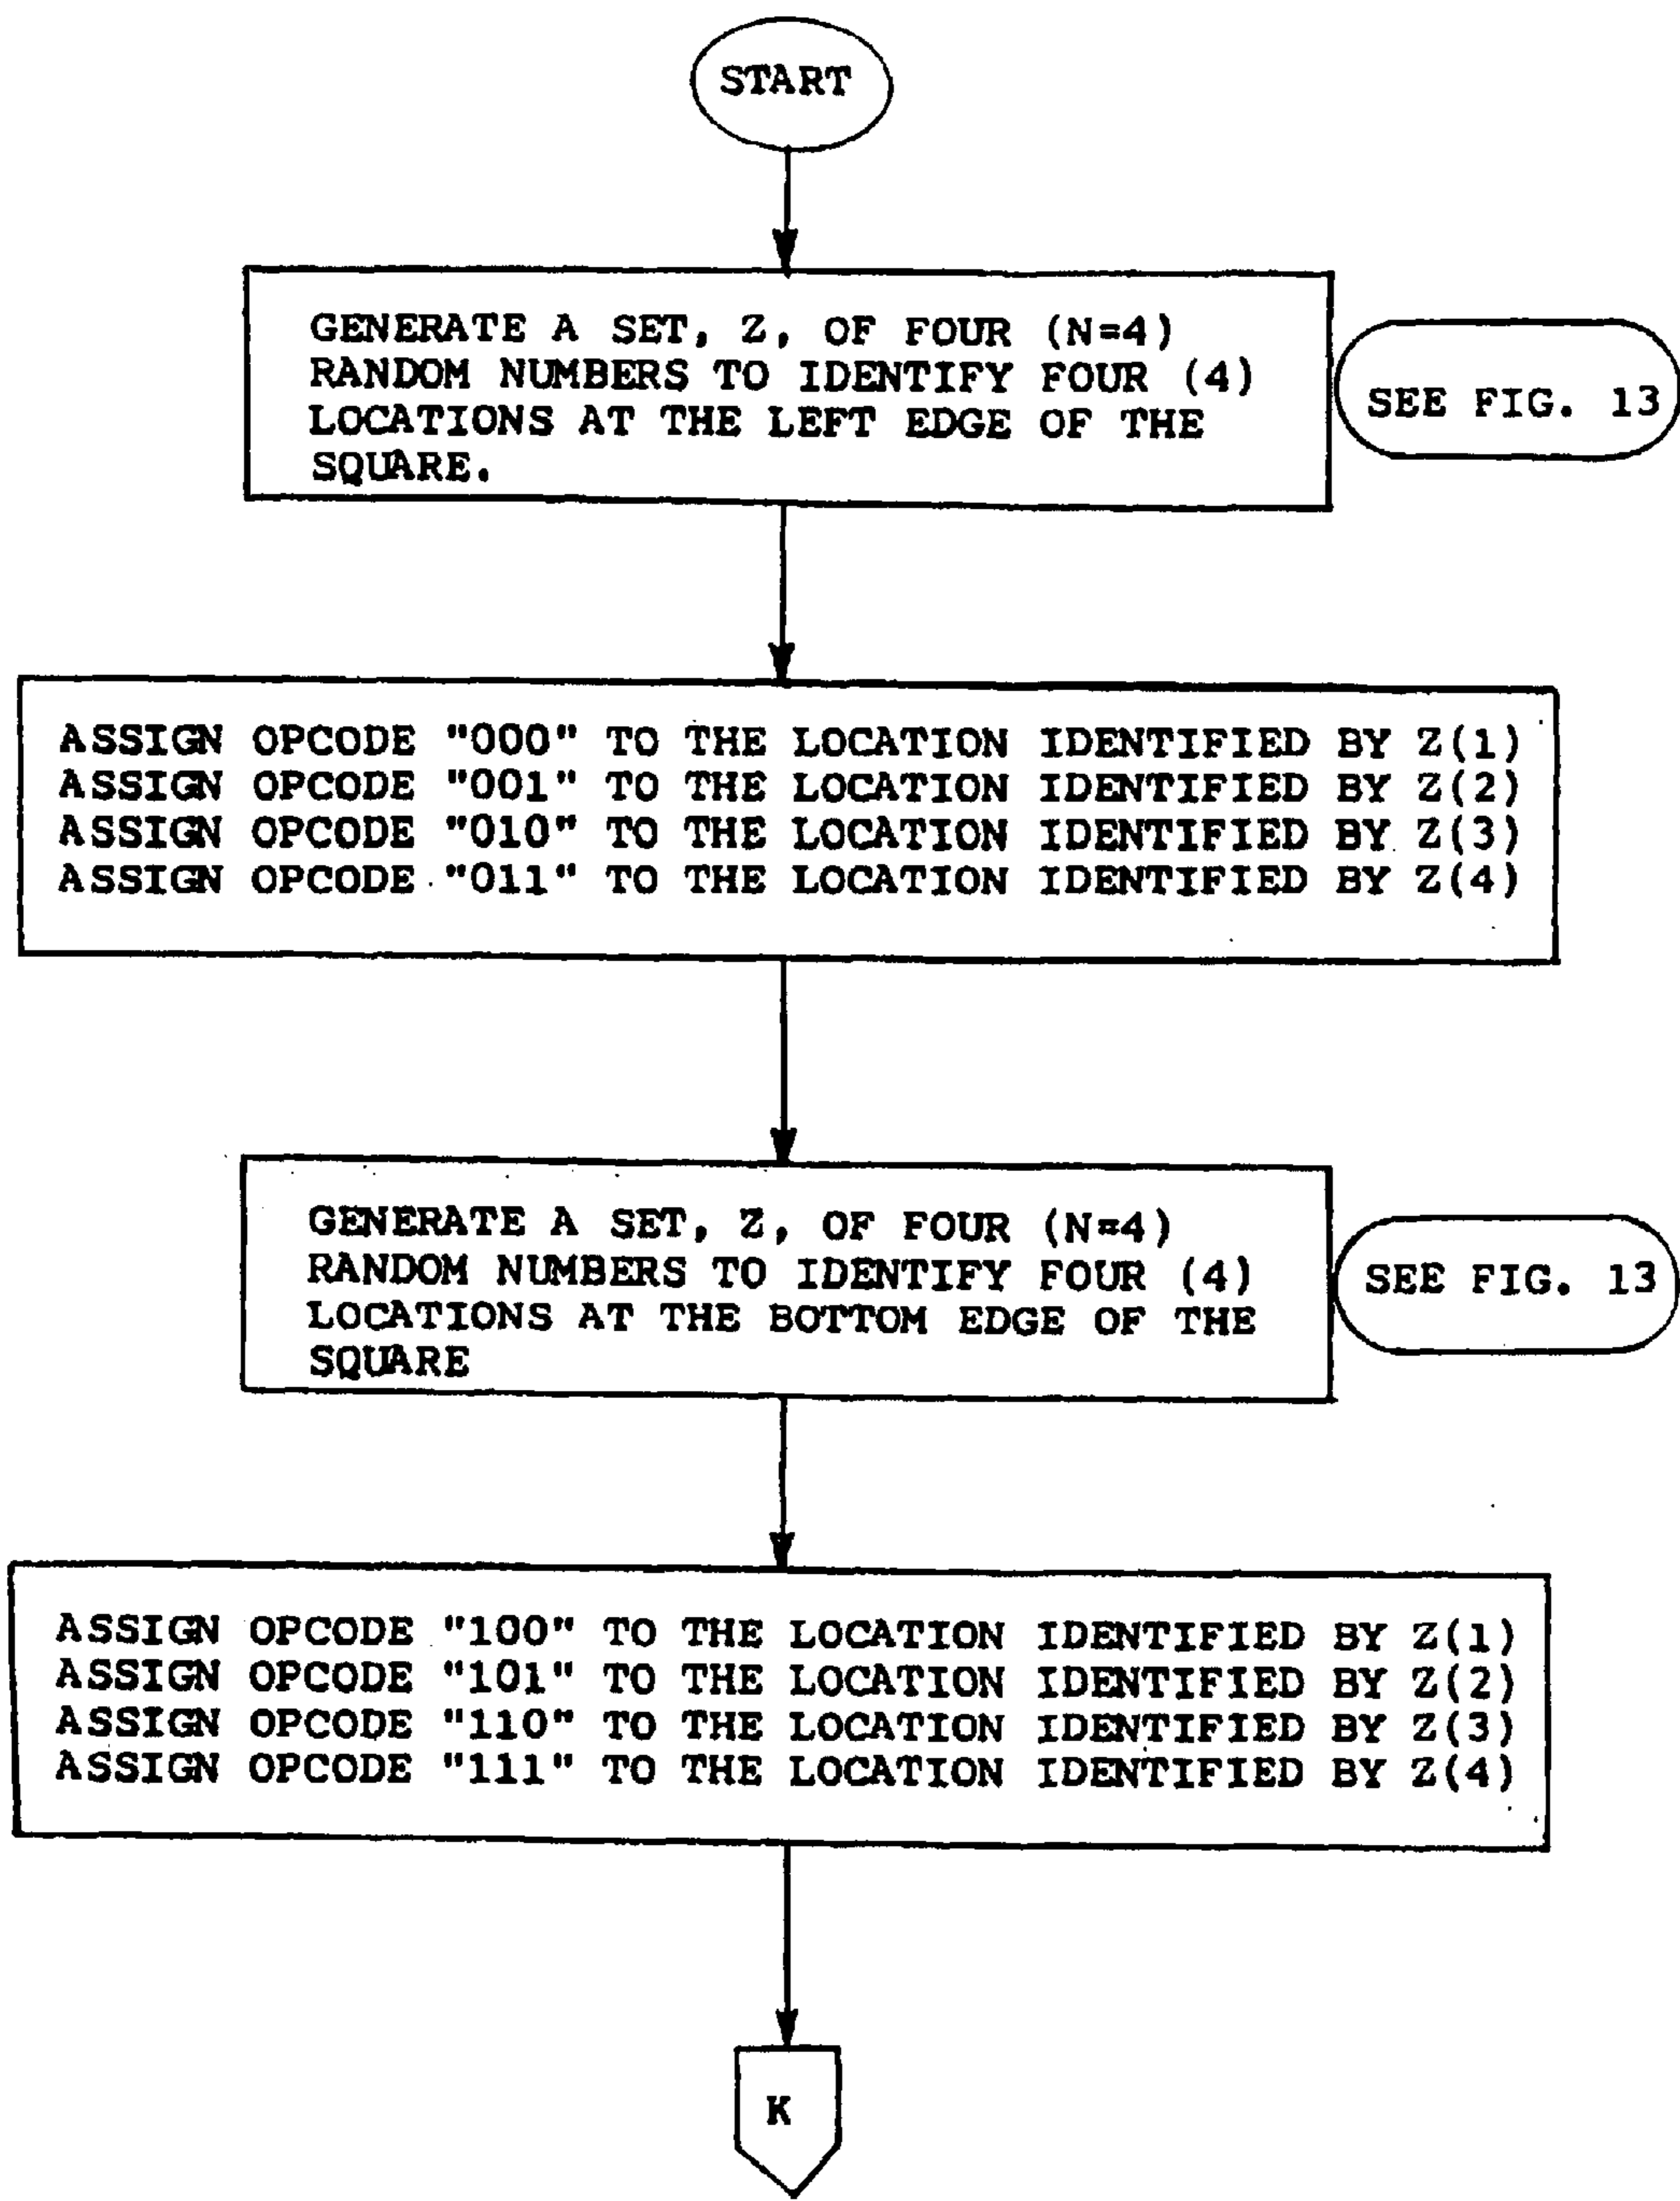 START
GENERATE A SET, Z, OF FOUR (N=4)
RANDOM NUMBERS TO IDENTIFY FOUR (4)
LOCATIONS AT THE LEFT EDGE OF THE
SQUARE.
SEE FIG. 13
ASSIGN OPCODE "000" TO THE LOCATION IDENTIFIED BY Z(1)
ASSIGN OPCODE "001" TO THE LOCATION IDENTIFIED BY Z(2)
ASSIGN OPCODE "010" TO THE LOCATION IDENTIFIED BY Z(3)
ASSIGN OPCODE "011" TO THE LOCATION IDENTIFIED BY Z(4)
GENERATE A SET, Z, OF FOUR (N=4)
RANDOM NUMBERS TO IDENTIFY FOUR (4)
LOCATIONS AT THE BOTTOM EDGE OF THE
SQUARE
SEE FIG. 13
ASSIGN OPCODE "100" TO THE LOCATION IDENTIFIED BY Z(1)
ASSIGN OPCODE "101" TO THE LOCATION IDENTIFIED BY Z(2)
ASSIGN OPCODE "110" TO THE LOCATION IDENTIFIED BY Z(3)
ASSIGN OPCODE "111" TO THE LOCATION IDENTIFIED BY Z(4)
K